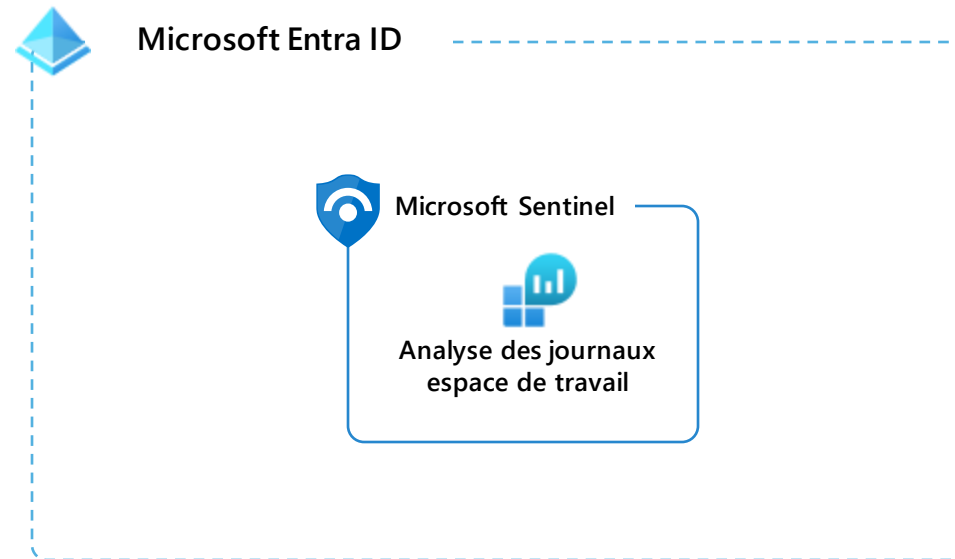 Microsoft Entra ID
Microsoft Sentinel
Analyse des journaux
espace de travail